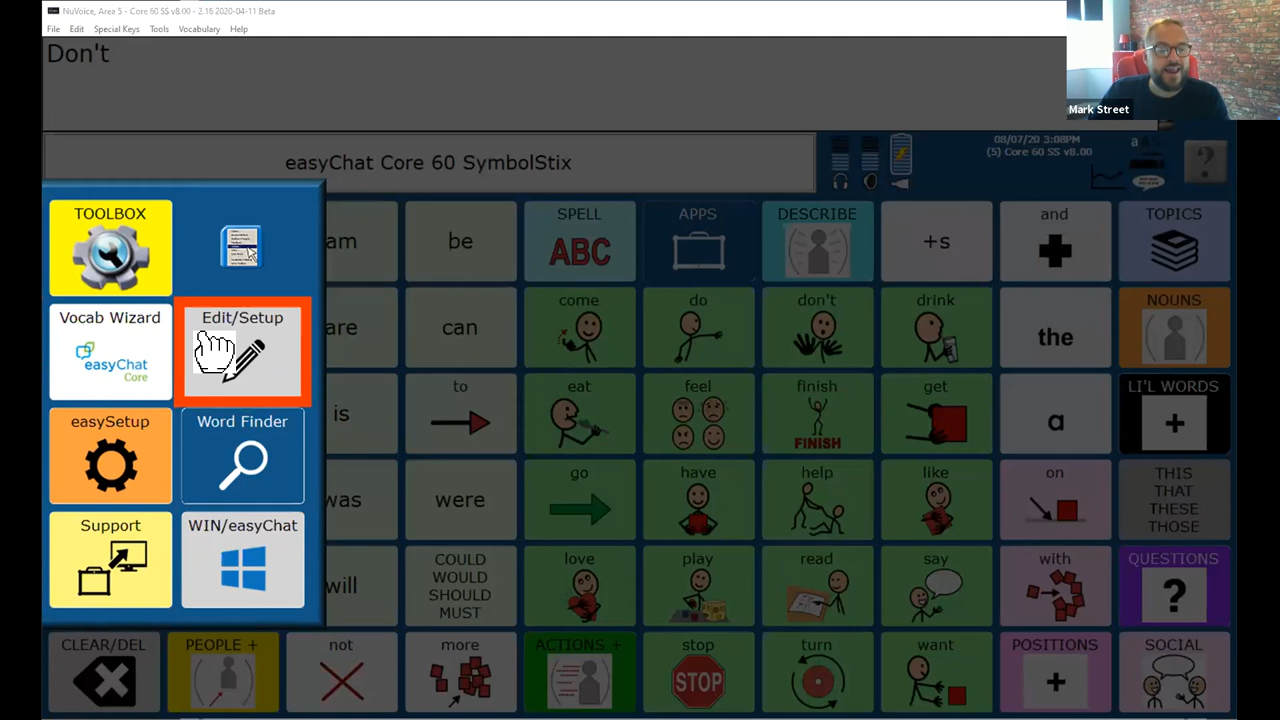 NuVoice, Area 5 - Core 60 SS v8.00 - 2.16 2020-04-11 Beta
File Edit Special Keys Tools Vocabulary Help
Don't
Mark Street
easyChat Core 60 SymbolStix
08/07/20 3:08PM
(5) Core 60 SS v8.00
a
?
TOOLBOX
am
be
SPELL
ABC
APPS
DESCRIBE
+s
and
TOPICS
Vocab Wizard
easyChat
Core
Edit/Setup
are
can
come
do
don't
drink
the
NOUNS
easySetup
Word Finder
is
to
eat
feel
finish
FINISH
get
a
LI'L WORDS
+
was
were
go
have
help
like
on
THIS
THAT
THESE
THOSE
Support
WIN/easyChat
will
COULD
WOULD
SHOULD
MUST
love
play
read
say
with
QUESTIONS
?
CLEAR/DEL
PEOPLE +
not
more
ACTIONS +
stop
STOP
turn
want
POSITIONS
+
SOCIAL